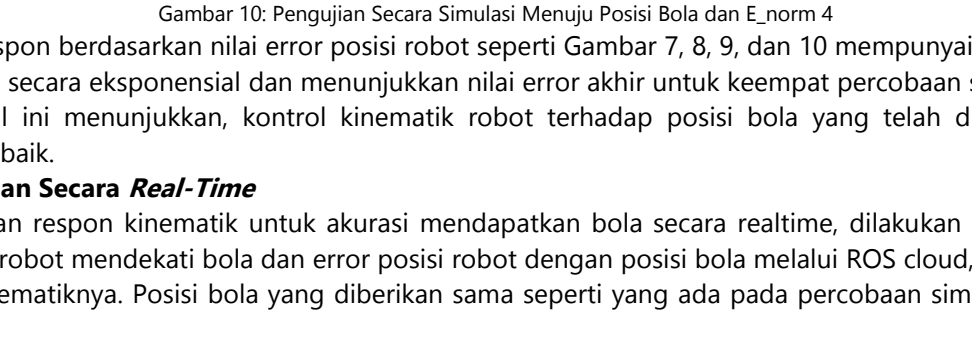 Gambar 10: Pengujian Secara Simulasi Menuju Posisi Bola dan E_norm 4
spon berdasarkan nilai error posisi robot seperti Gambar 7, 8, 9, dan 10 mempunyai
secara eksponensial dan menunjukkan nilai error akhir untuk keempat percobaan
l ini menunjukkan, kontrol kinematik robot terhadap posisi bola yang telah d
baik.
an Secara Real-Time
an respon kinematik untuk akurasi mendapatkan bola secara realtime, dilakukan
robot mendekati bola dan error posisi robot dengan posisi bola melalui ROS cloud,
ematiknya. Posisi bola yang diberikan sama seperti yang ada pada percobaan sim